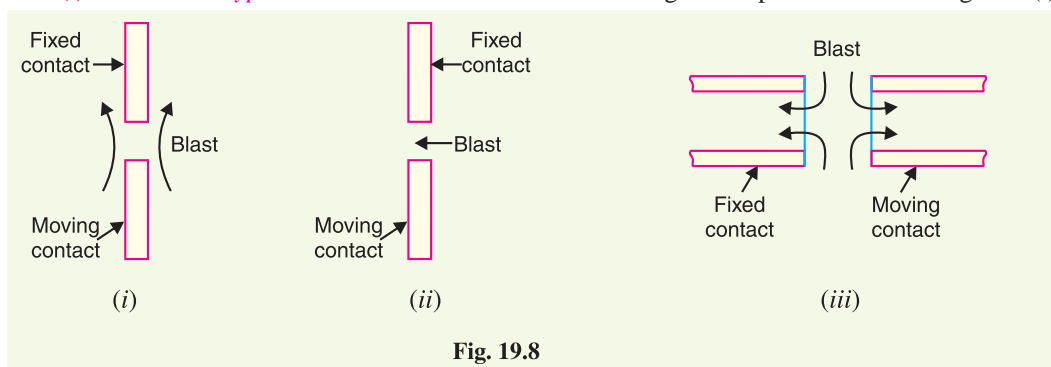 Fixed
contact
Blast
Moving
contact
(i)
Fixed
contact
Blast
Moving
contact
(ii)
Blast
Fixed
contact
Moving
contact
(iii)
Fig. 19.8